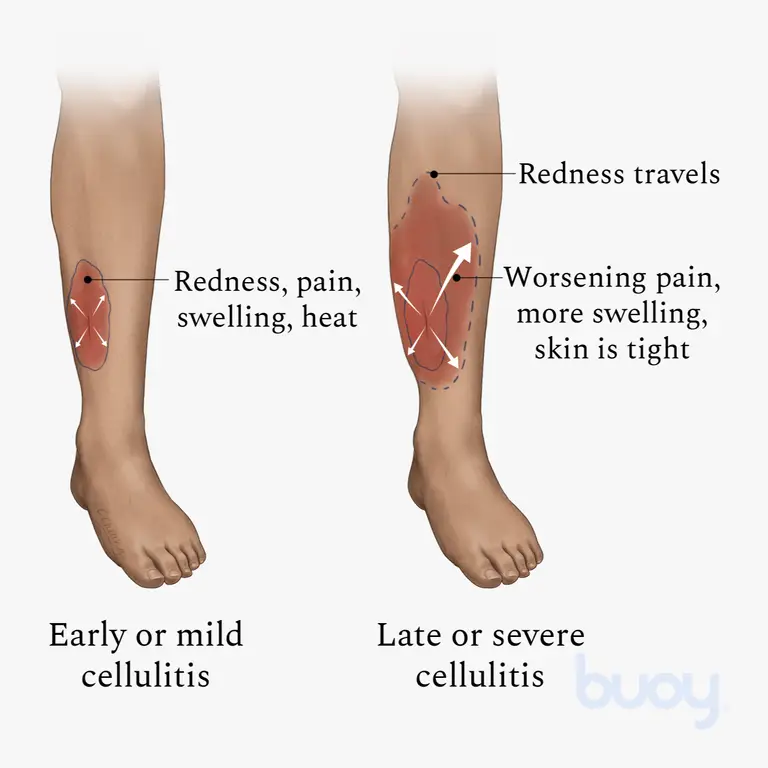 Redness, pain,
swelling, heat
Early or mild
cellulitis
Redness travels
Worsening pain,
more swelling,
skin is tight
Late or severe
cellulitis
buoy